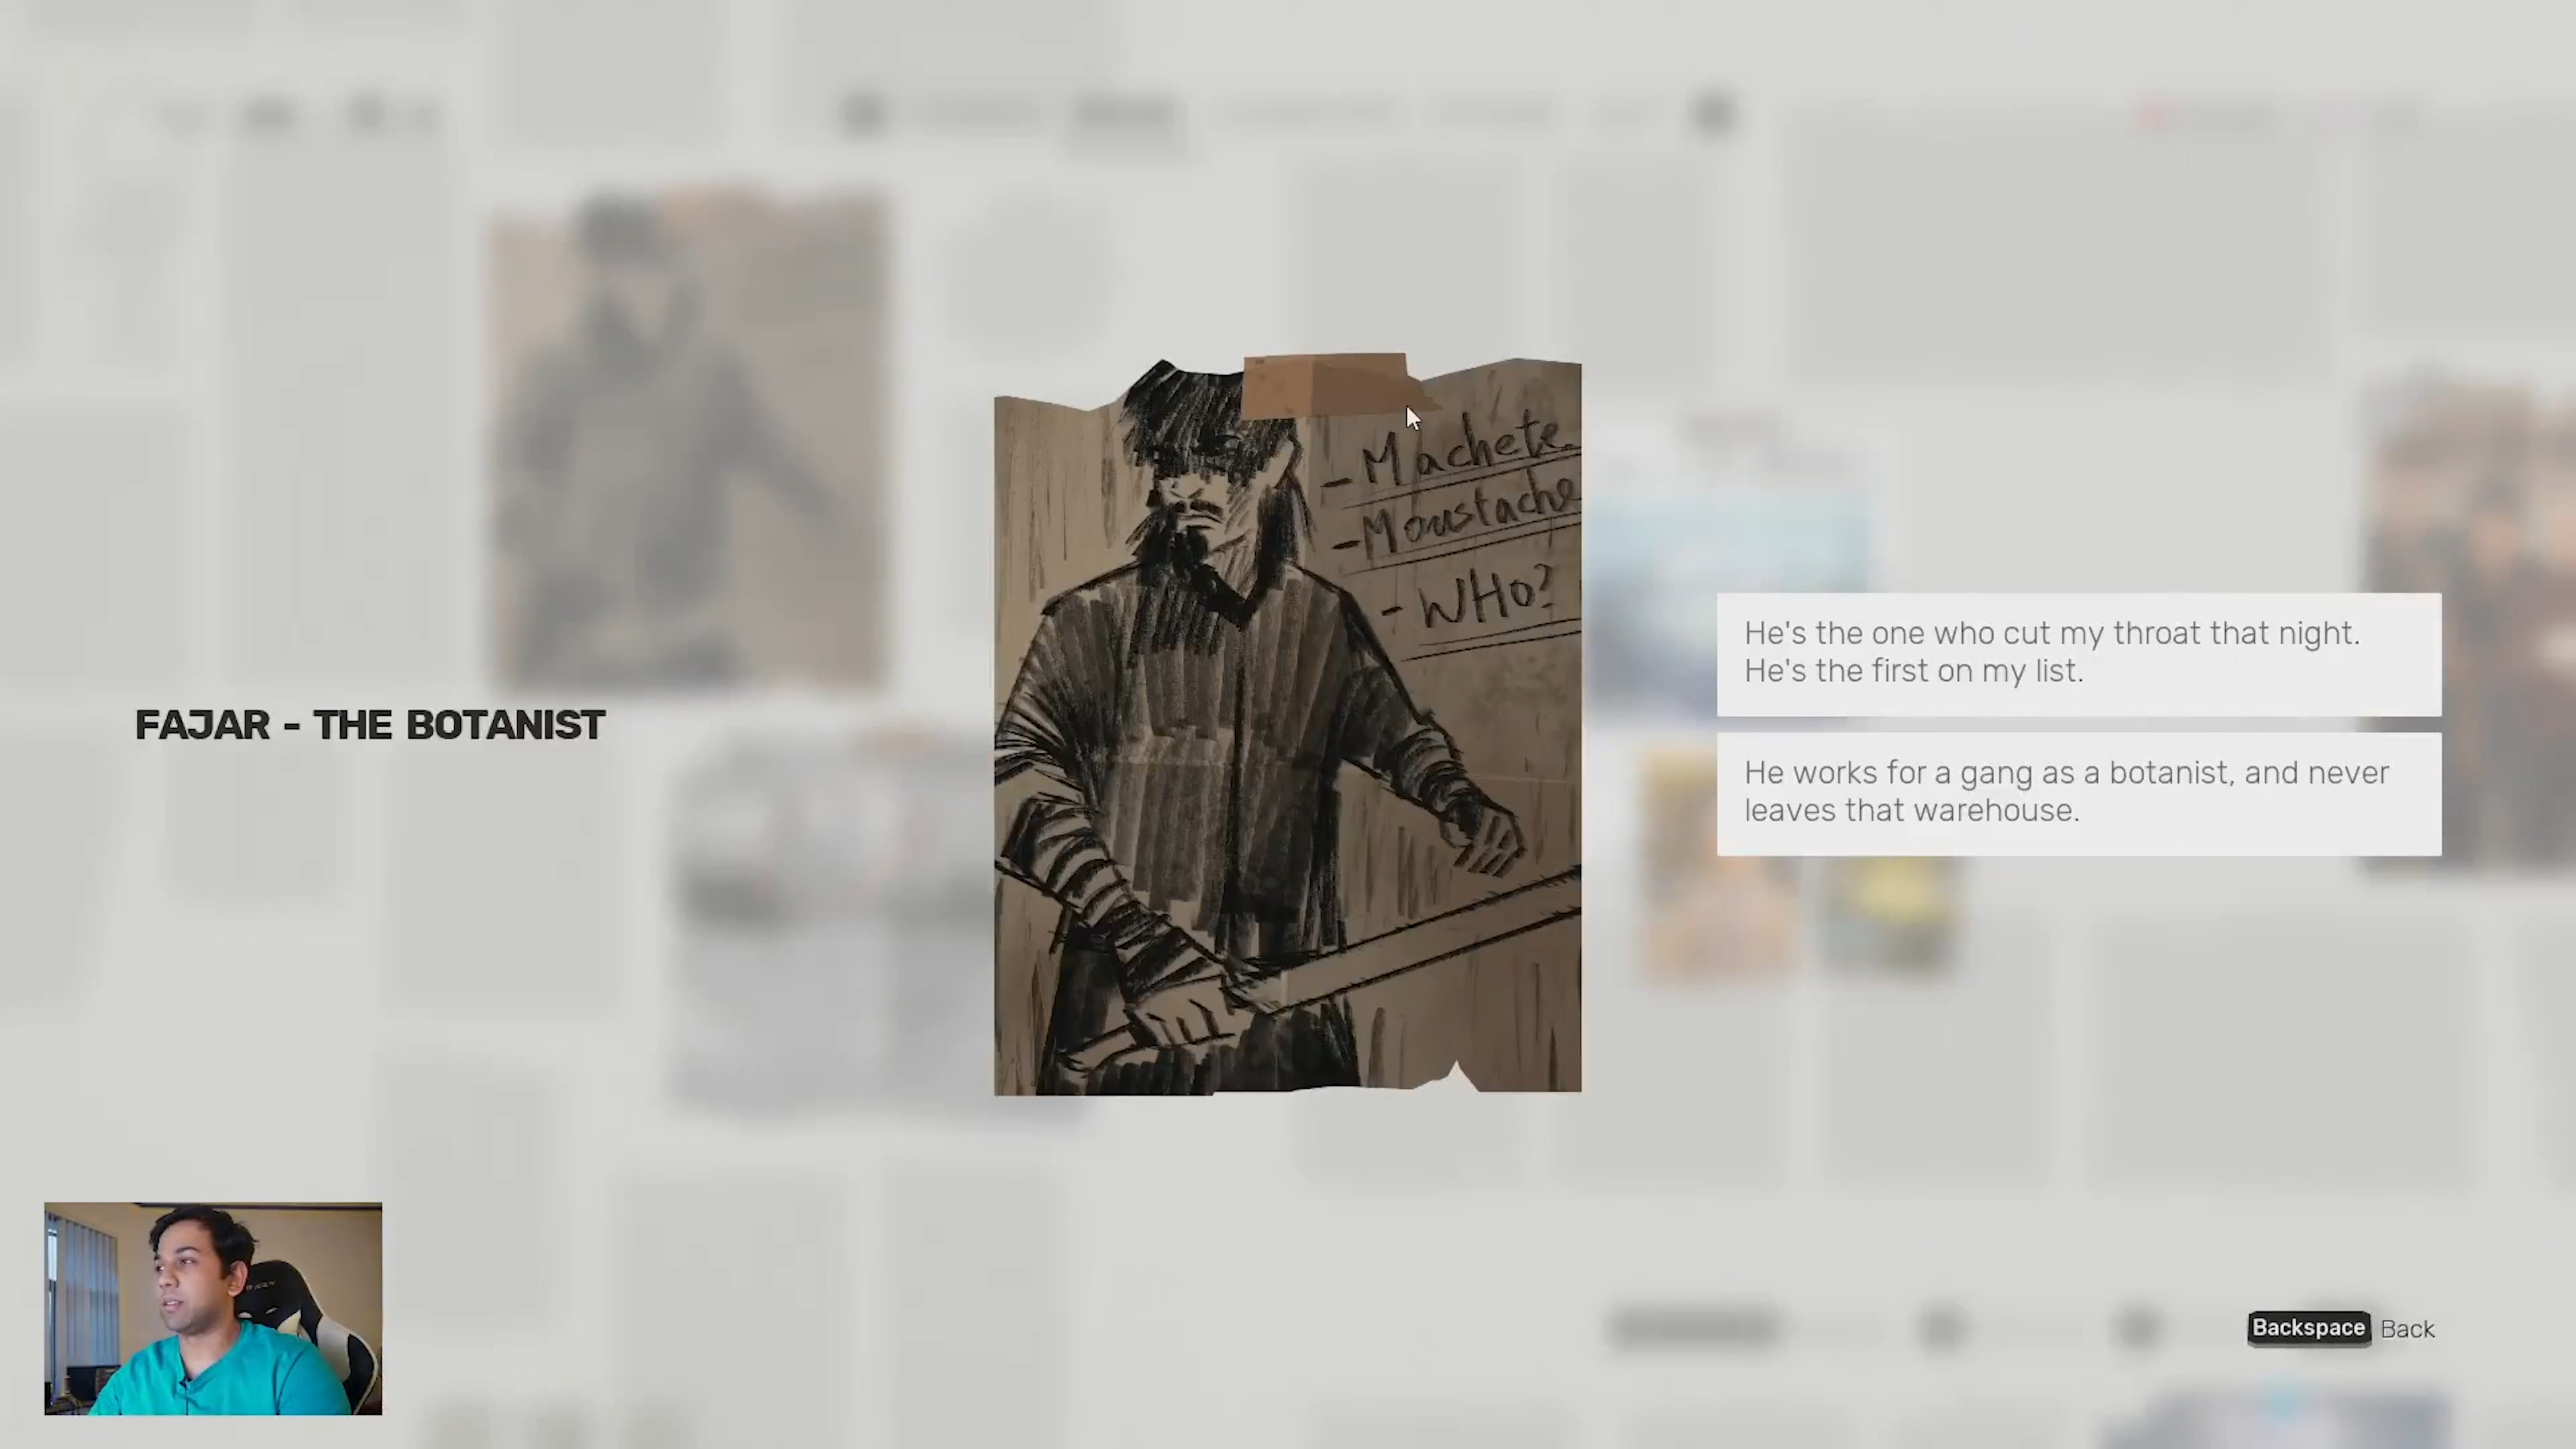 FAJAR - THE BOTANIST
- Machete
- Moustache
- WHO?
He's the one who cut my throat that night.
He's the first on my list.
He works for a gang as a botanist, and never
leaves that warehouse.
Backspace Back